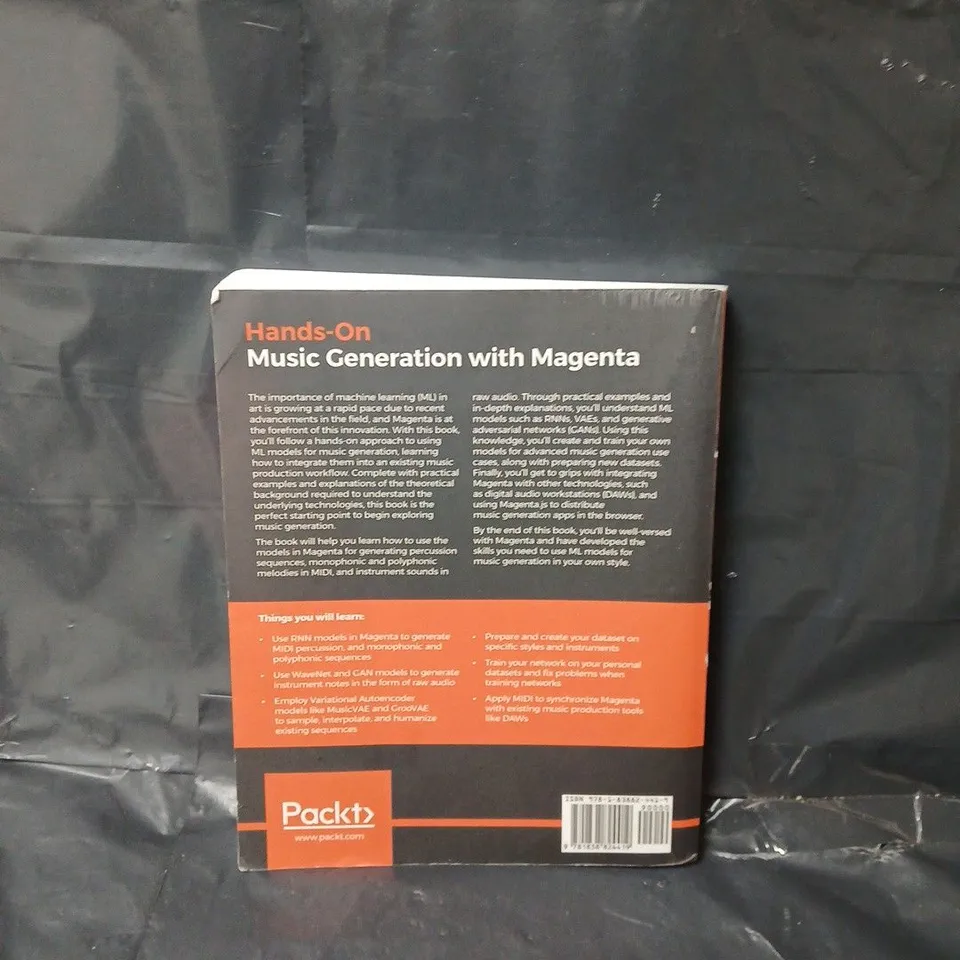 Hands-On
Music Generation with Magenta
The importance of machine learning (ML) in
art is growing at a rapid pace due to recent
advancements in the field, and Magenta is at
the forefront of this innovation. With this book,
you'll follow a hands-on approach to using
ML models for music generation, learning
how to integrate them into an existing music
production workflow. Complete with practical
examples and explanations of the theoretical
background required to understand the
underlying technologies, this book is the
perfect starting point to begin exploring
music generation.
The book will help you learn how to use the
models in Magenta for generating percussion
sequences, monophonic and polyphonic
melodies in MIDI, and instrument sounds in
raw audio. Through practical examples and
in-depth explanations, you'll understand ML
models such as RNNs, VAEs, and generative
adversarial networks (GANs). Using this
knowledge, you'll create and train your own
models for advanced music generation use
cases, along with preparing new datasets.
Finally, you'll get to grips with integrating
Magenta with other technologies, such
as digital audio workstations (DAWs), and
using Magenta.js to distribute
music generation apps in the browser.
By the end of this book, you'll be well-versed
with Magenta and have developed the
skills you need to use ML models for
music generation in your own style.
Things you will learn:
• Use RNN models in Magenta to generate
MIDI percussion, and monophonic and
polyphonic sequences
• Use WaveNet and GAN models to generate
instrument notes in the form of raw audio
• Employ Variational Autoencoder
models like MusicVAE and GrooVAE
to sample, interpolate, and humanize
existing sequences
• Prepare and create your dataset on
specific styles and instruments
• Train your network on your personal
datasets and fix problems when
training networks
• Apply MIDI to synchronize Magenta
with existing music production tools
like DAWs
Packt>
www.packt.com
ISBN 978-1-83882-441-9
90000
9 781838 824419